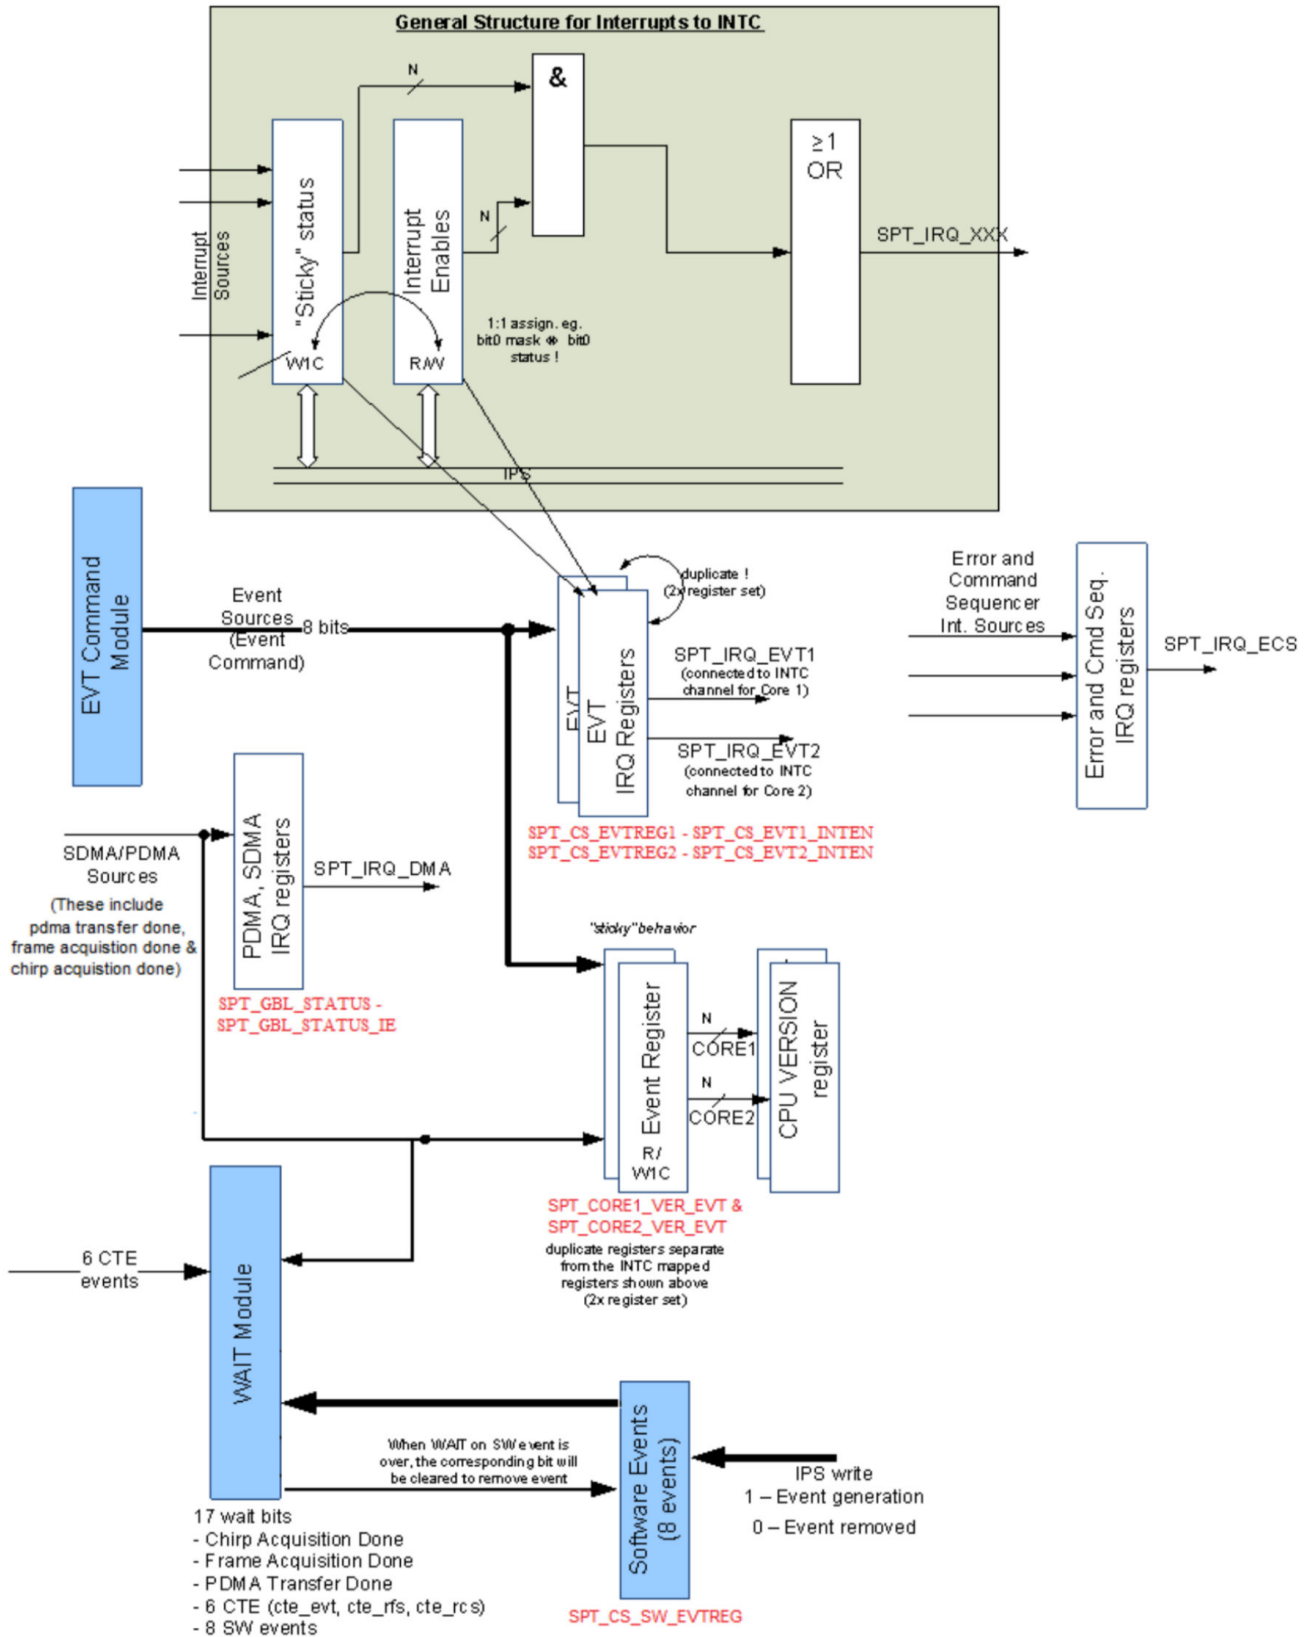 General Structure for Interrupts to INTC
N
&
≥1
OR
"Sticky" status
Interrupt
Enables
N
Interrupt
Sources
SPT_IRQ_XXX
1:1 assign. eg.
bit0 mask ⇔ bit0
status !
W1C
R/W
IPS
EVT Command
Module
Event
Sources
(Event
Command)
8 bits
duplicate !
(2x register set)
EVT
EVT
IRQ Registers
SPT_IRQ_EVT1
(connected to INTC
channel for Core 1)
SPT_IRQ_EVT2
(connected to INTC
channel for Core 2)
SPT_CS_EVTREG1 - SPT_CS_EVT1_INTEN
SPT_CS_EVTREG2 - SPT_CS_EVT2_INTEN
Error and
Command
Sequencer
Int. Sources
Error and Cmd Seq.
IRQ registers
SPT_IRQ_ECS
SDMA/PDMA
Sources
(These include
pdma transfer done,
frame acquistion done &
chirp acquistion done)
PDMA, SDMA
IRQ registers
SPT_IRQ_DMA
SPT_GBL_STATUS -
SPT_GBL_STATUS_IE
"sticky" behavior
Event Register
R/
W1C
N
CORE1
N
CORE2
CPU VERSION
register
SPT_CORE1_VER_EVT &
SPT_CORE2_VER_EVT
duplicate registers separate
from the INTC mapped
registers shown above
(2x register set)
6 CTE
events
WAIT Module
When WAIT on SW event is
over, the corresponding bit will
be cleared to remove event
Software Events
(8 events)
IPS write
1 – Event generation
0 – Event removed
SPT_CS_SW_EVTREG
17 wait bits
- Chirp Acquisition Done
- Frame Acquisition Done
- PDMA Transfer Done
- 6 CTE (cte_evt, cte_rfs, cte_rcs)
- 8 SW events